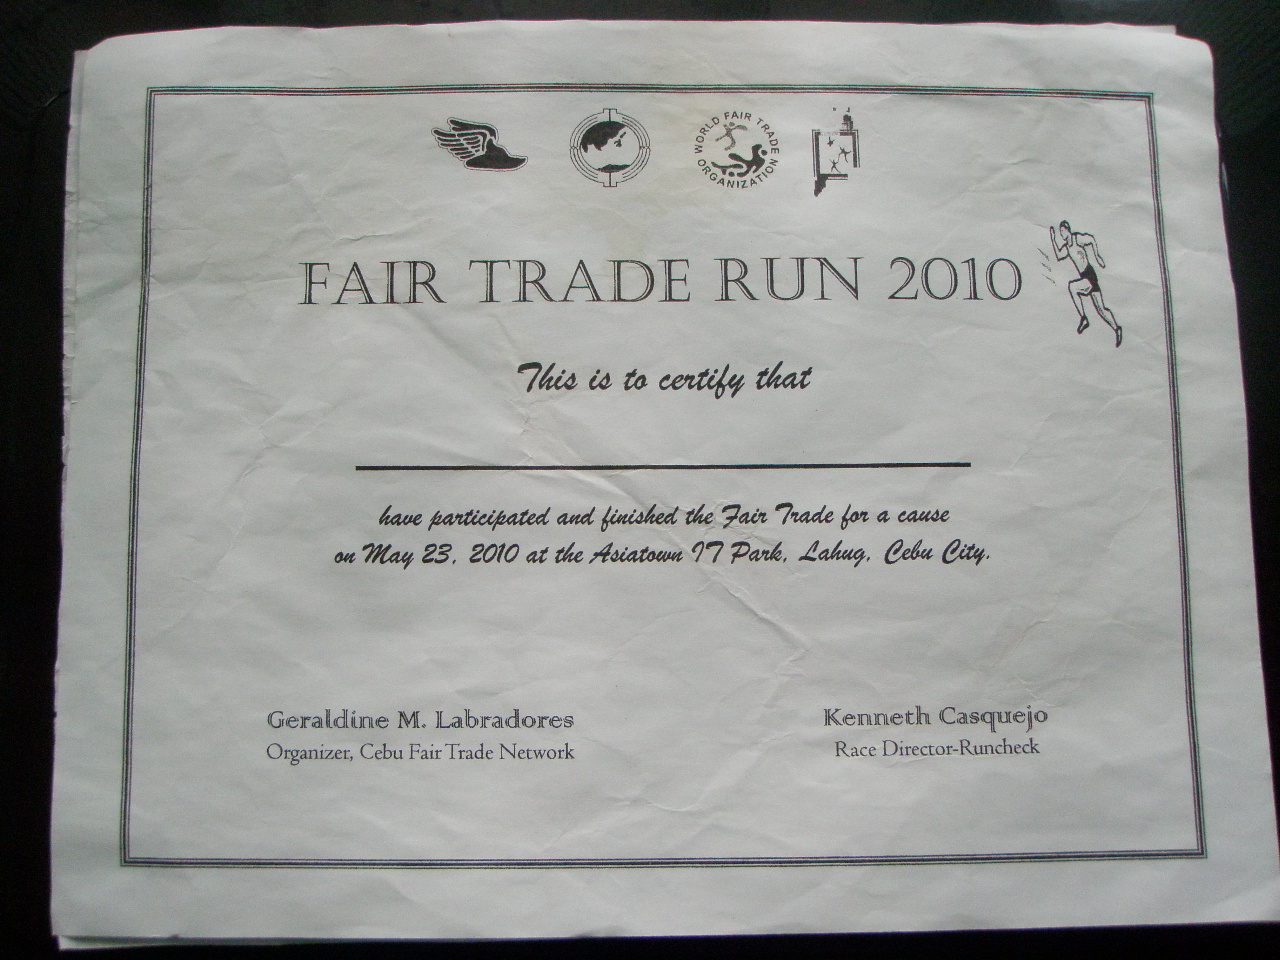 WORLD FAIR TRADE ORGANIZATION
FAIR TRADE RUN 2010
This is to certify that
have participated and finished the Fair Trade for a cause
on May 23, 2010 at the Asiatown IT Park, Lahug, Cebu City.
Geraldine M. Labradores
Organizer, Cebu Fair Trade Network
Kenneth Casquejo
Race Director-Runcheck